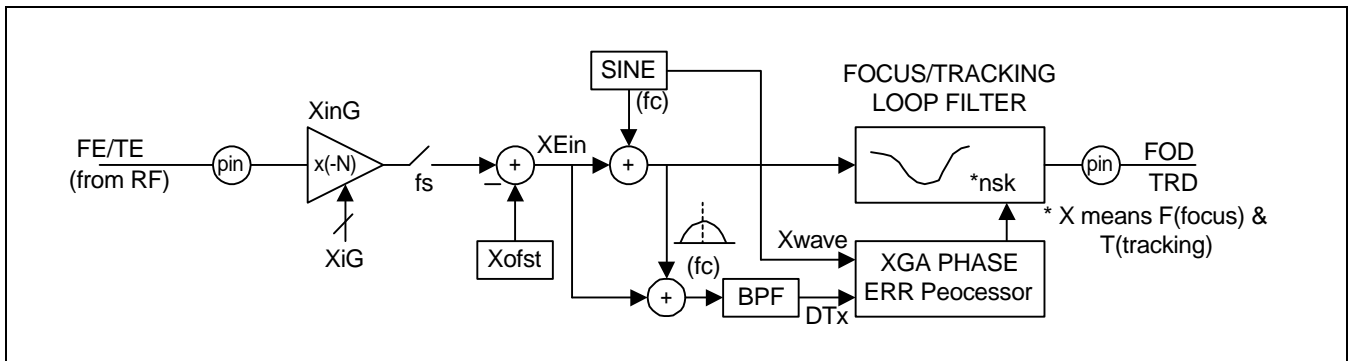 SINE
(fc)
FOCUS/TRACKING
LOOP FILTER
XinG
FE/TE
(from RF)
pin
x(-N)
fs
XiG
–
+
XEin
+
Xofst
*nsk
pin
FOD
TRD
* X means F(focus) &
T(tracking)
Xwave
(fc)
+
BPF
DTx
XGA PHASE
ERR Peocessor